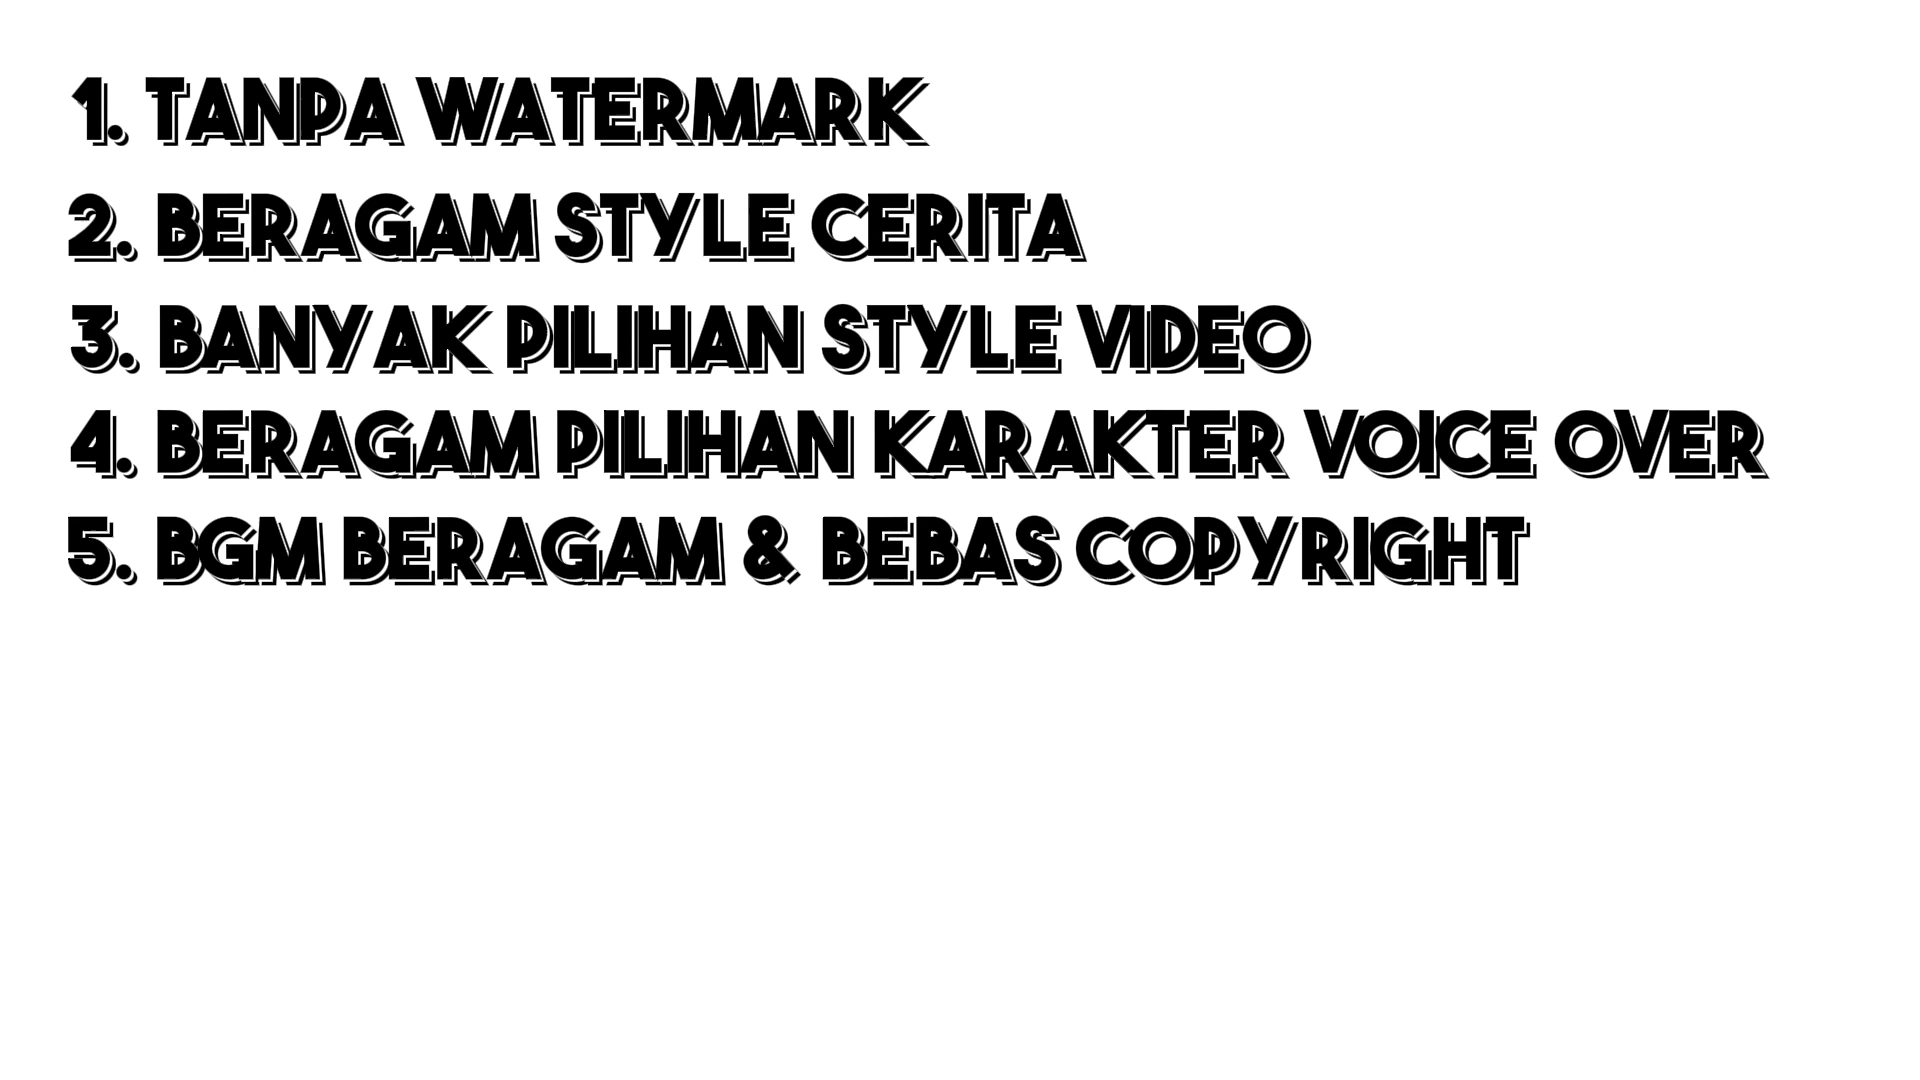 1. TANPA WATERMARK
2. BERAGAM STYLE CERITA
3. BANYAK PILIHAN STYLE VIDEO
4. BERAGAM PILIHAN KARAKTER VOICE OVER
5. BGM BERAGAM & BEBAS COPYRIGHT